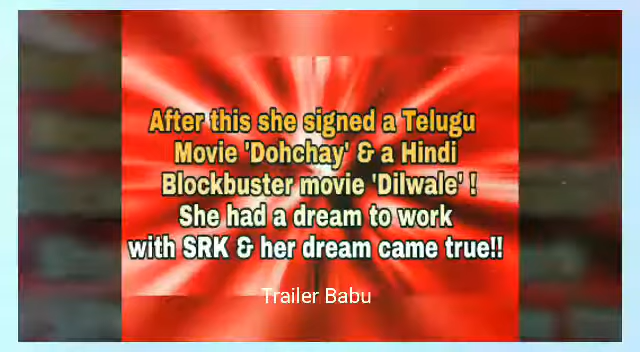 After this she signed a Telugu
Movie 'Dohchay' & a Hindi
Blockbuster movie 'Dilwale' !
She had a dream to work
with SRK & her dream came true!!
Trailer Babu